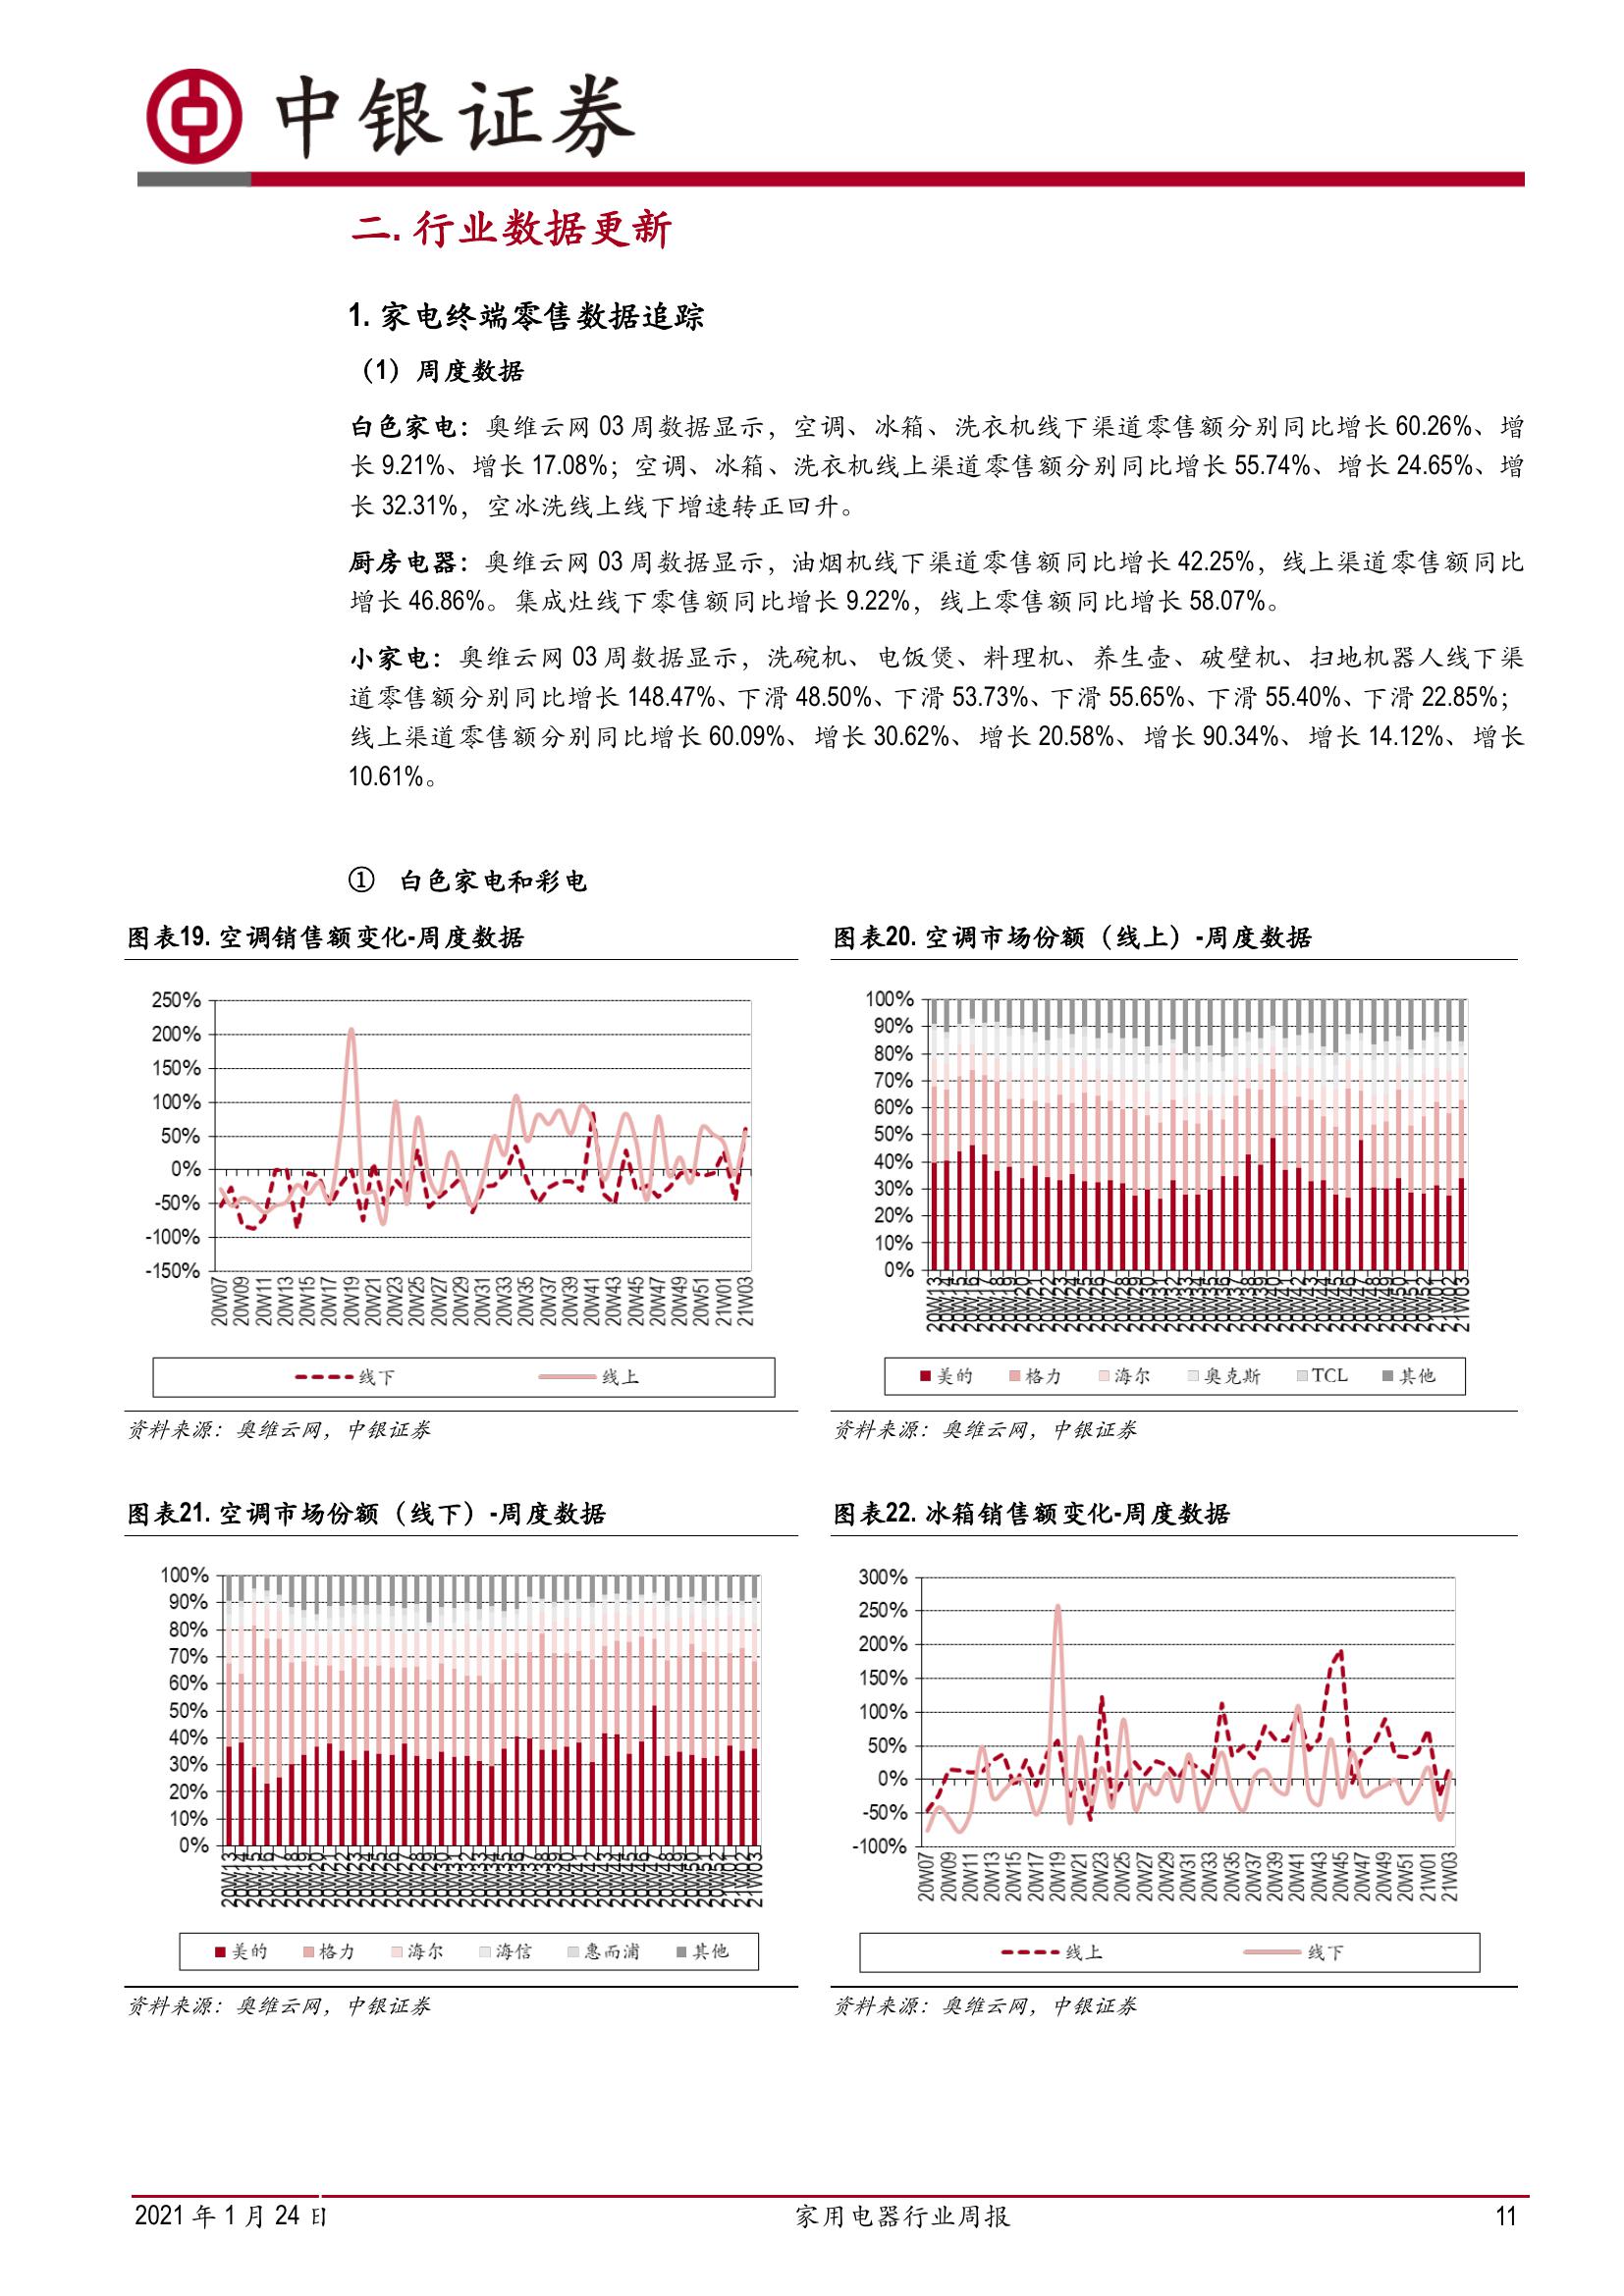 中银证券
二. 行业数据更新
1. 家电终端零售数据追踪
（1）周度数据
白色家电：奥维云网 03 周数据显示，空调、冰箱、洗衣机线下渠道零售额分别同比增长 60.26%、增
长 9.21%、增长 17.08%；空调、冰箱、洗衣机线上渠道零售额分别同比增长 55.74%、增长 24.65%、增
长 32.31%，空冰洗线上线下增速转正回升。
厨房电器：奥维云网 03 周数据显示，油烟机线下渠道零售额同比增长 42.25%，线上渠道零售额同比
增长 46.86%。集成灶线下零售额同比增长 9.22%，线上零售额同比增长 58.07%。
小家电：奥维云网 03 周数据显示，洗碗机、电饭煲、料理机、养生壶、破壁机、扫地机器人线下渠
道零售额分别同比增长 148.47%、下滑 48.50%、下滑 53.73%、下滑 55.65%、下滑 55.40%、下滑 22.85%；
线上渠道零售额分别同比增长 60.09%、增长 30.62%、增长 20.58%、增长 90.34%、增长 14.12%、增长
10.61%。
① 白色家电和彩电
图表19. 空调销售额变化-周度数据
250%
200%
150%
100%
50%
0%
-50%
-100%
-150%
20W07 20W09 20W11 20W13 20W15 20W17 20W19 20W21 20W23 20W25 20W27 20W29 20W31 20W33 20W35 20W37 20W39 20W41 20W43 20W45 20W47 20W49 20W51 21W01 21W03
线下 线上
资料来源：奥维云网，中银证券
图表20. 空调市场份额（线上）-周度数据
100%
90%
80%
70%
60%
50%
40%
30%
20%
10%
0%
美的 格力 海尔 奥克斯 TCL 其他
资料来源：奥维云网，中银证券
图表21. 空调市场份额（线下）-周度数据
100%
90%
80%
70%
60%
50%
40%
30%
20%
10%
0%
美的 格力 海尔 海信 惠而浦 其他
资料来源：奥维云网，中银证券
图表22. 冰箱销售额变化-周度数据
300%
250%
200%
150%
100%
50%
0%
-50%
-100%
20W07 20W09 20W11 20W13 20W15 20W17 20W19 20W21 20W23 20W25 20W27 20W29 20W31 20W33 20W35 20W37 20W39 20W41 20W43 20W45 20W47 20W49 20W51 21W01 21W03
线上 线下
资料来源：奥维云网，中银证券
2021 年 1 月 24 日 家用电器行业周报 11